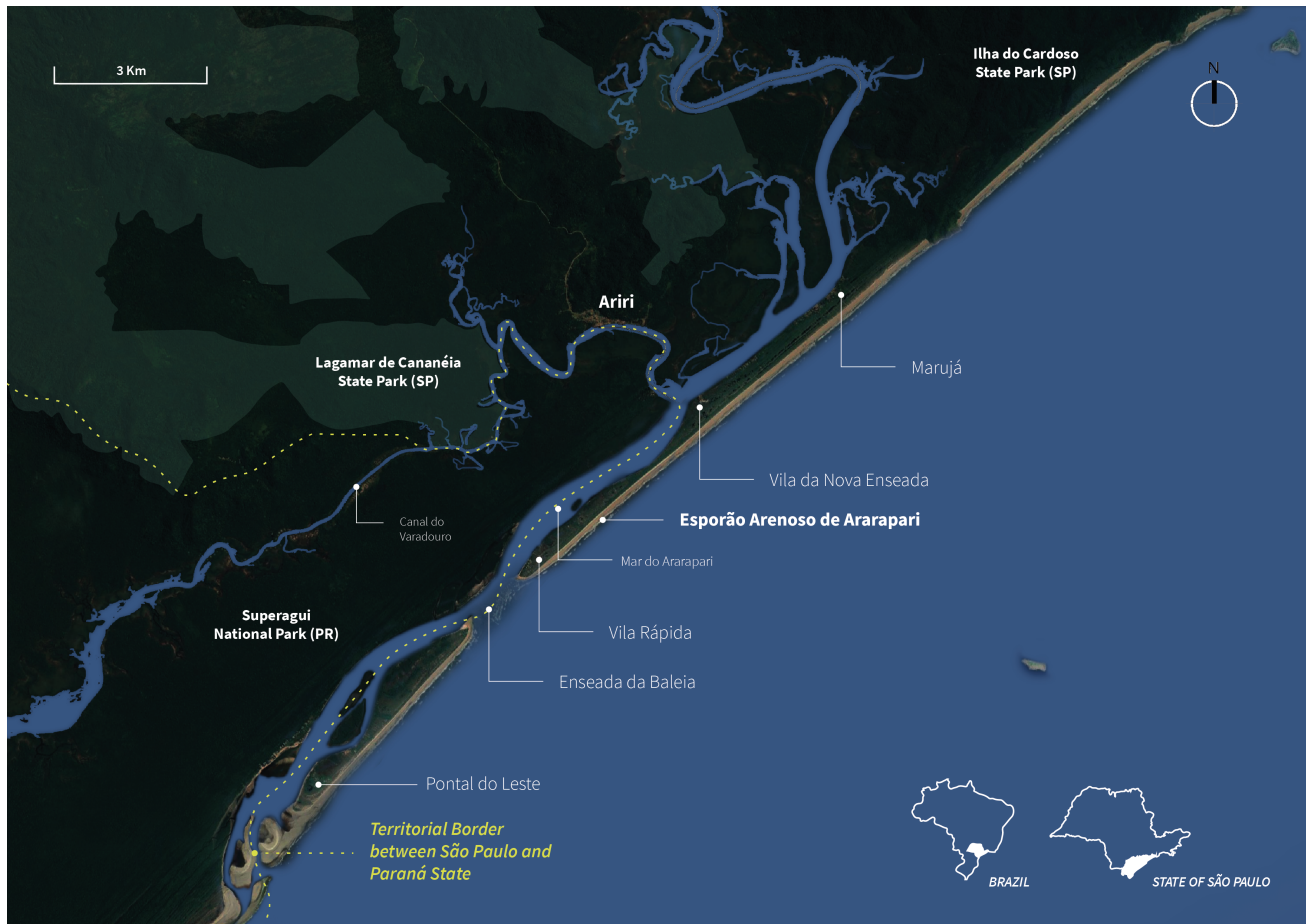 3 Km
Ilha do Cardoso
State Park (SP)
N
Ariri
Lagamar de Cananéia
State Park (SP)
Marujá
Vila da Nova Enseada
Canal do
Varadouro
Esporão Arenoso de Ararapari
Mar do Ararapari
Superagui
National Park (PR)
Vila Rápida
Enseada da Baleia
Pontal do Leste
Territorial Border
between São Paulo and
Paraná State
BRAZIL
STATE OF SÃO PAULO